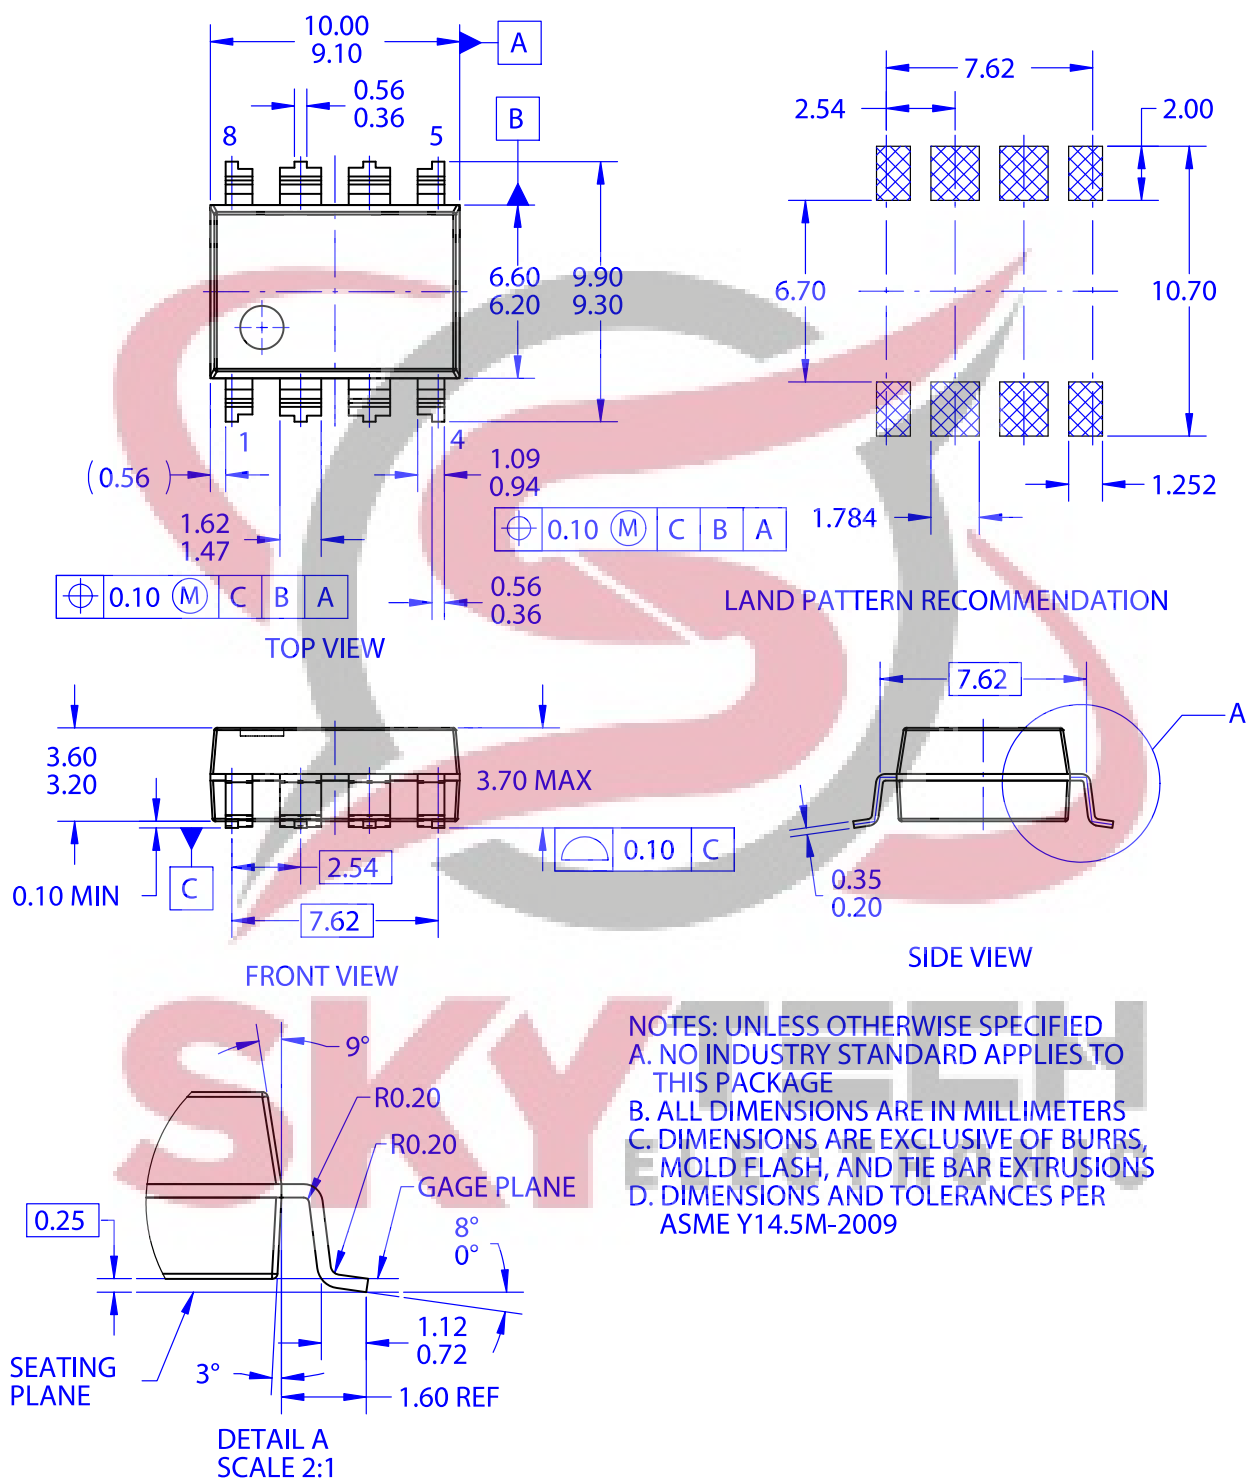 10.00
9.10
A
0.56
0.36
B
8
5
6.60
6.20
9.90
9.30
1
4
(0.56)
1.09
0.94
0.10 Ⓜ C B A
1.62
1.47
0.10 Ⓜ C B A
0.56
0.36
TOP VIEW
7.62
2.54
2.00
6.70
10.70
1.784
1.252
LAND PATTERN RECOMMENDATION
3.60
3.20
3.70 MAX
0.10 MIN
C
2.54
7.62
0.10 C
FRONT VIEW
7.62
A
0.35
0.20
SIDE VIEW
SKYTECH
ELECTRONIC
9°
R0.20
R0.20
GAGE PLANE
0.25
8°
0°
1.12
0.72
3°
1.60 REF
SEATING
PLANE
DETAIL A
SCALE 2:1
NOTES: UNLESS OTHERWISE SPECIFIED
A. NO INDUSTRY STANDARD APPLIES TO
THIS PACKAGE
B. ALL DIMENSIONS ARE IN MILLIMETERS
C. DIMENSIONS ARE EXCLUSIVE OF BURRS,
MOLD FLASH, AND TIE BAR EXTRUSIONS
D. DIMENSIONS AND TOLERANCES PER
ASME Y14.5M-2009